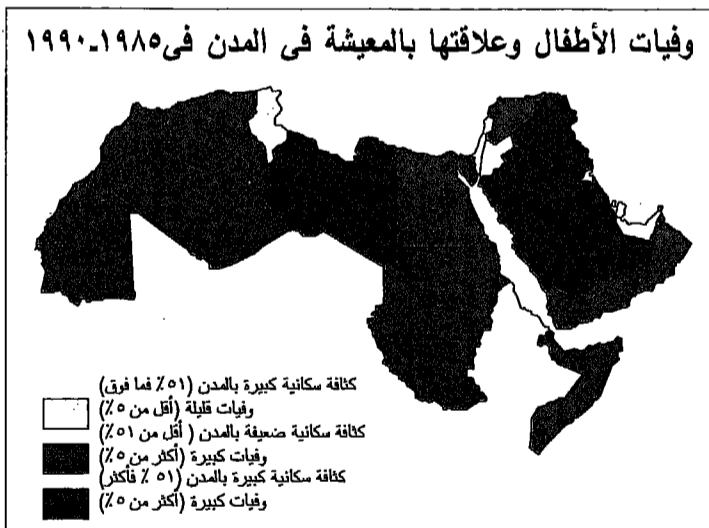 وفيات الأطفال وعلاقتها بالمعيشة فى المدن فى١٩٨٥-١٩٩٠
كثافة سكانية كبيرة بالمدن (٥١٪ فما فوق)
وفيات قليلة (أقل من ٥٪)
كثافة سكانية ضعيفة بالمدن ( أقل من ٥١٪)
وفيات كبيرة (أكثر من ٥٪)
كثافة سكانية كبيرة بالمدن (٥١ ٪ فأكثر)
وفيات كبيرة (أكثر من ٥٪)